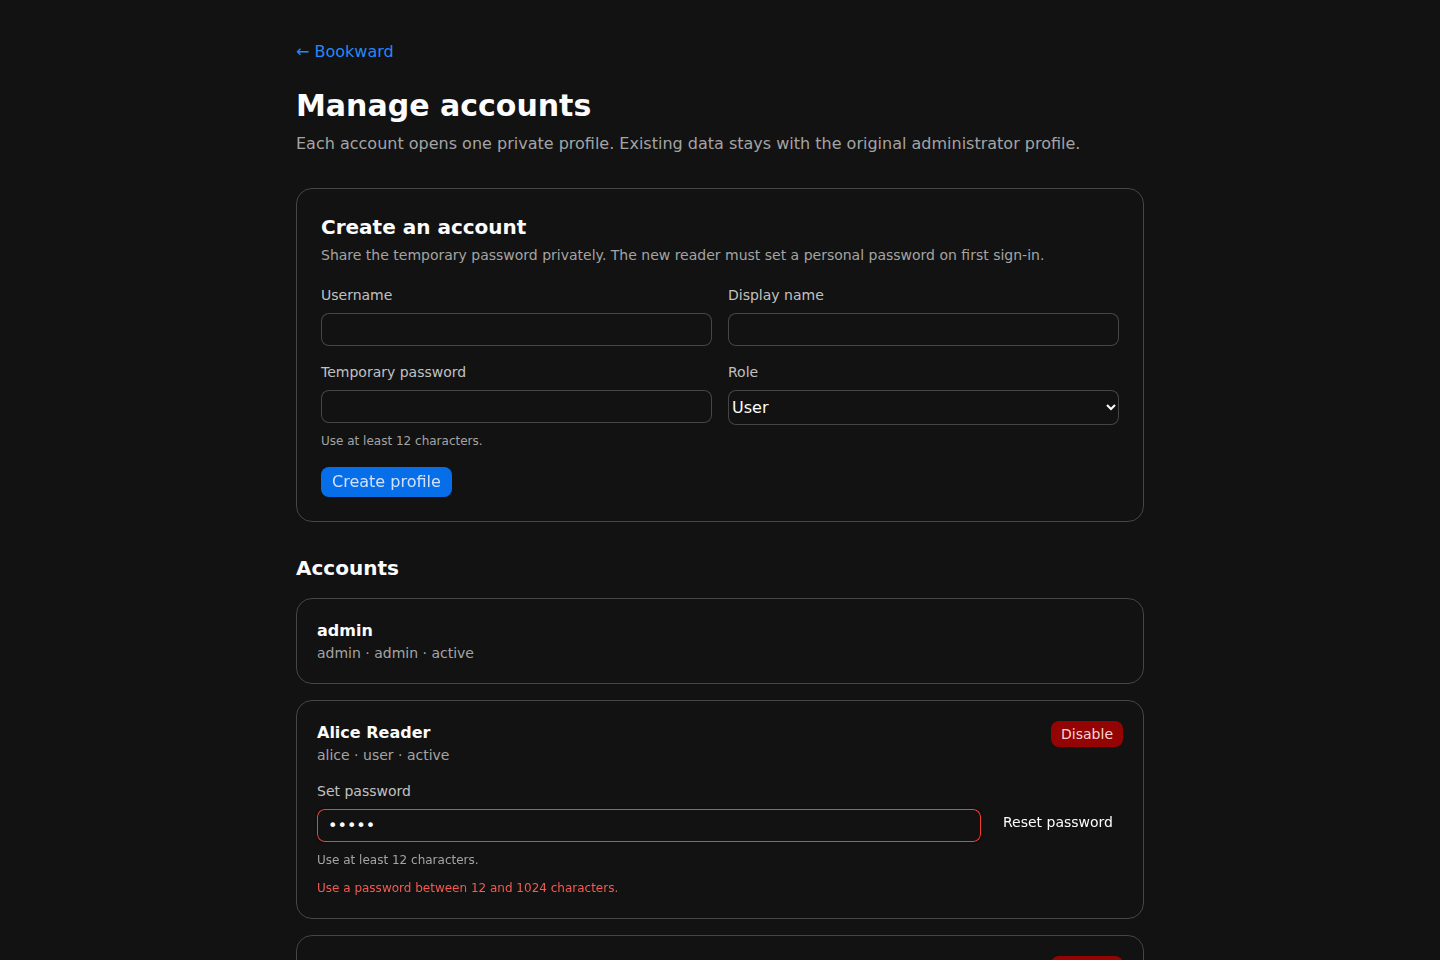 ← Bookward
Manage accounts
Each account opens one private profile. Existing data stays with the original administrator profile.
Create an account
Share the temporary password privately. The new reader must set a personal password on first sign-in.
Username
Display name
Temporary password
Role
User
Use at least 12 characters.
Create profile
Accounts
admin
admin · admin · active
Alice Reader
Disable
alice · user · active
Set password
•••••
Reset password
Use at least 12 characters.
Use a password between 12 and 1024 characters.